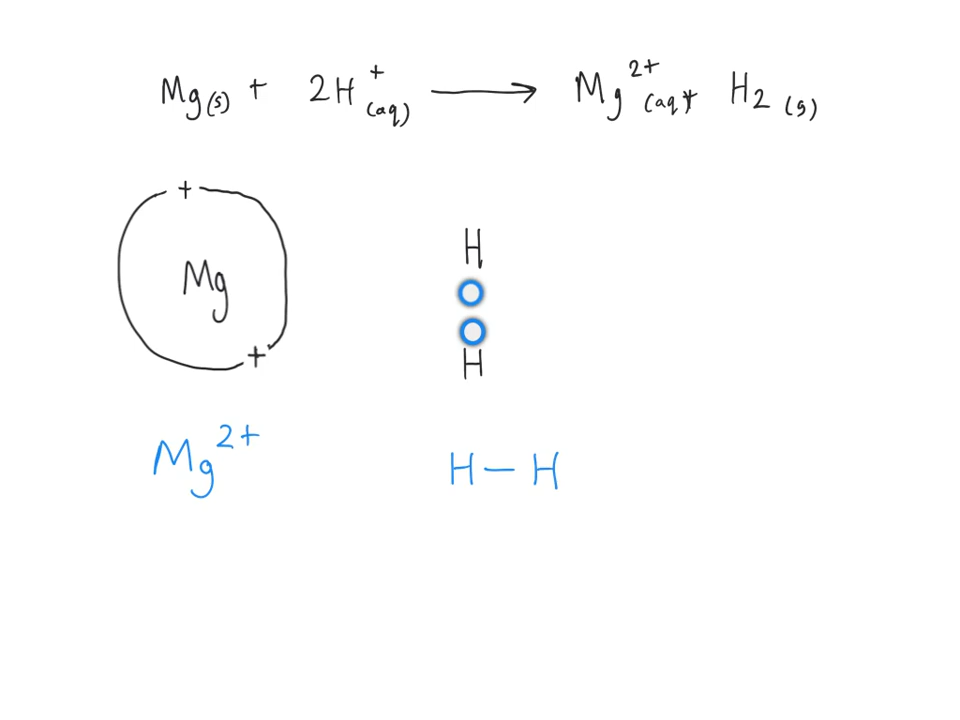 Mg(s) + 2H⁺(aq) ⟶ Mg²⁺(aq) + H₂(g)
+
H
Mg
+
H
Mg²⁺ H–H